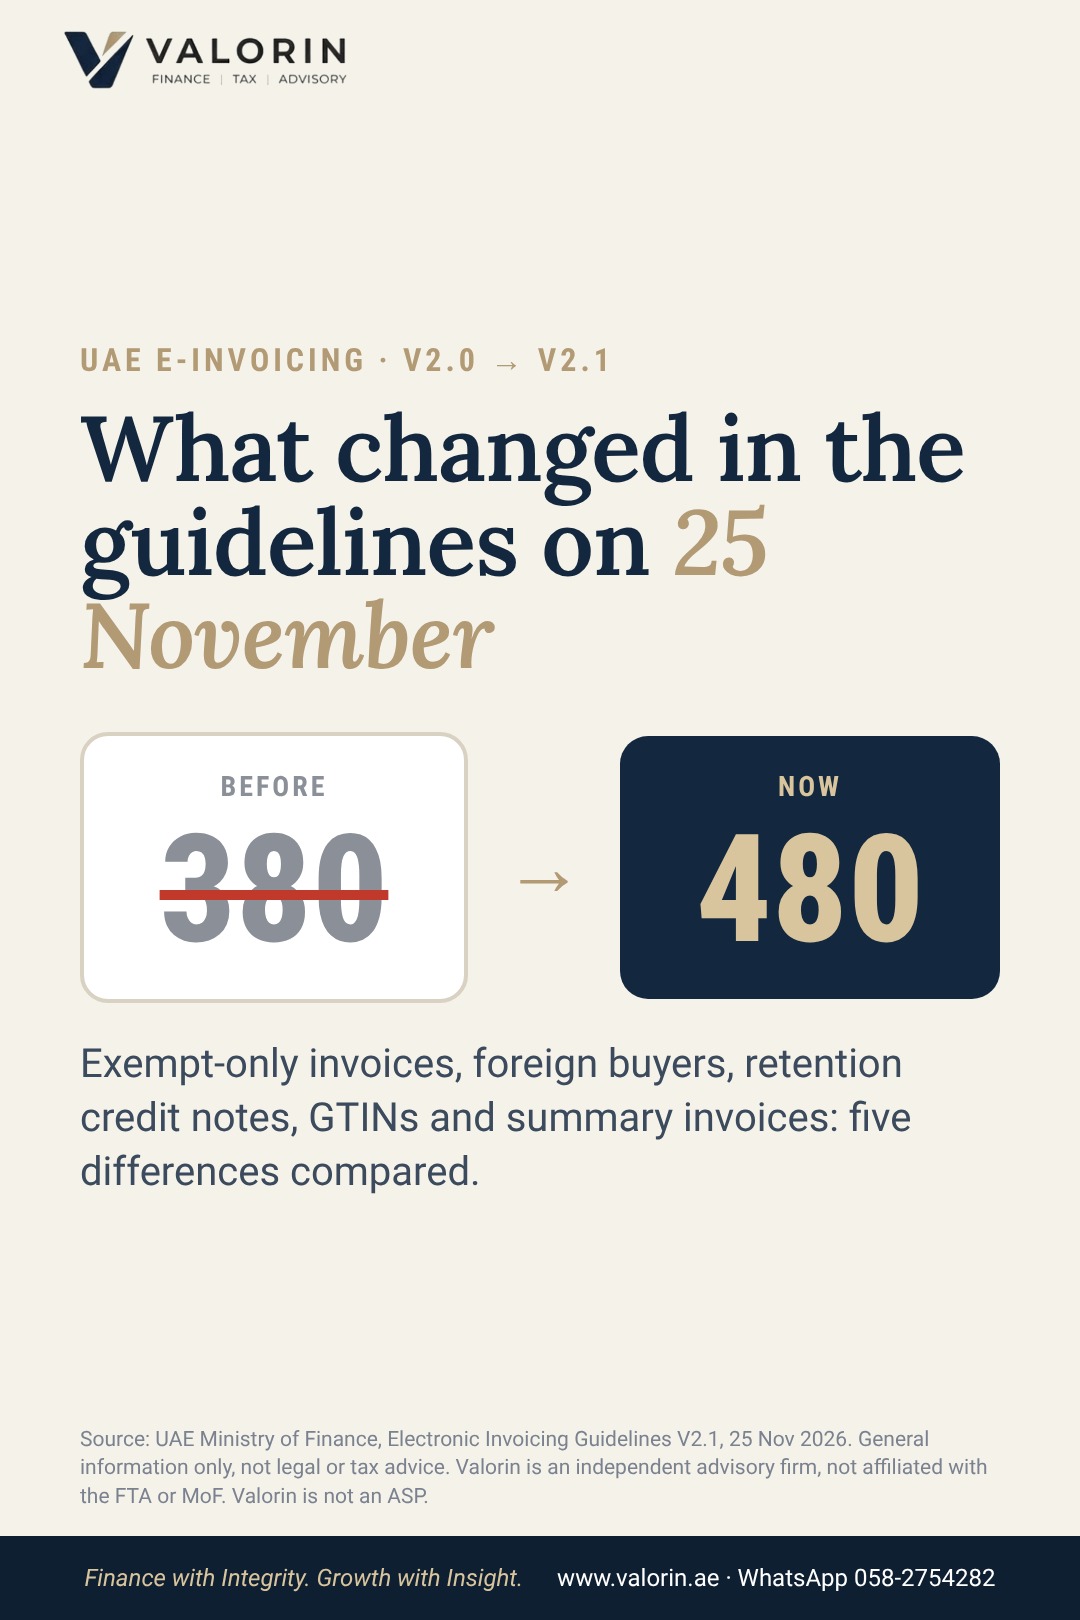 VALORIN
FINANCE | TAX | ADVISORY
UAE E-INVOICING · V2.0 → V2.1
What changed in the
guidelines on 25
November
BEFORE
380
→
NOW
480
Exempt-only invoices, foreign buyers, retention
credit notes, GTINs and summary invoices: five
differences compared.
Source: UAE Ministry of Finance, Electronic Invoicing Guidelines V2.1, 25 Nov 2026. General
information only, not legal or tax advice. Valorin is an independent advisory firm, not affiliated with
the FTA or MoF. Valorin is not an ASP.
Finance with Integrity. Growth with Insight.
www.valorin.ae · WhatsApp 058-2754282